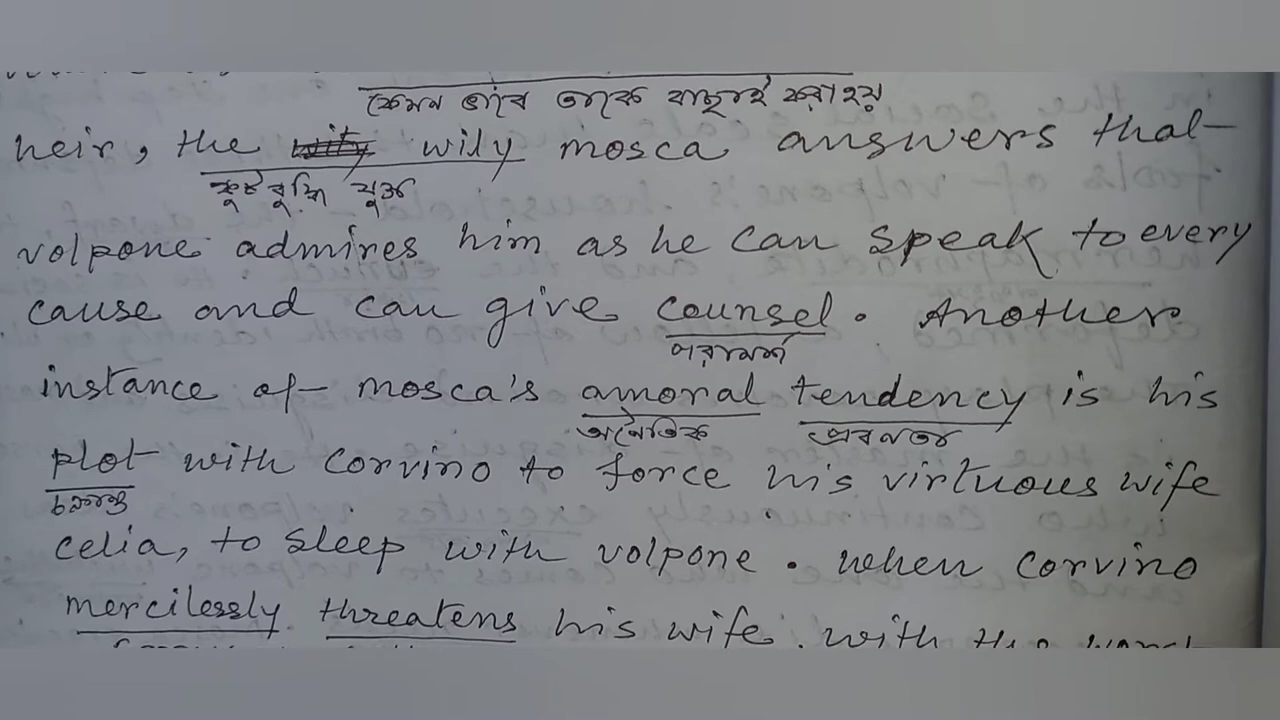 কেমন ভাবে তাকে বাছাই করা হয়
heir, the wily mosca answers that
কূটবুদ্ধি যুক্ত
volpone admires him as he can speak to every
cause and can give counsel. Another
পরামর্শ
instance of mosca's amoral tendency is his
অনৈতিক প্রবণতা
plot with corvino to force his virtuous wife
চক্রান্ত
celia, to sleep with volpone. when corvino
mercilessly threatens his wife. with the